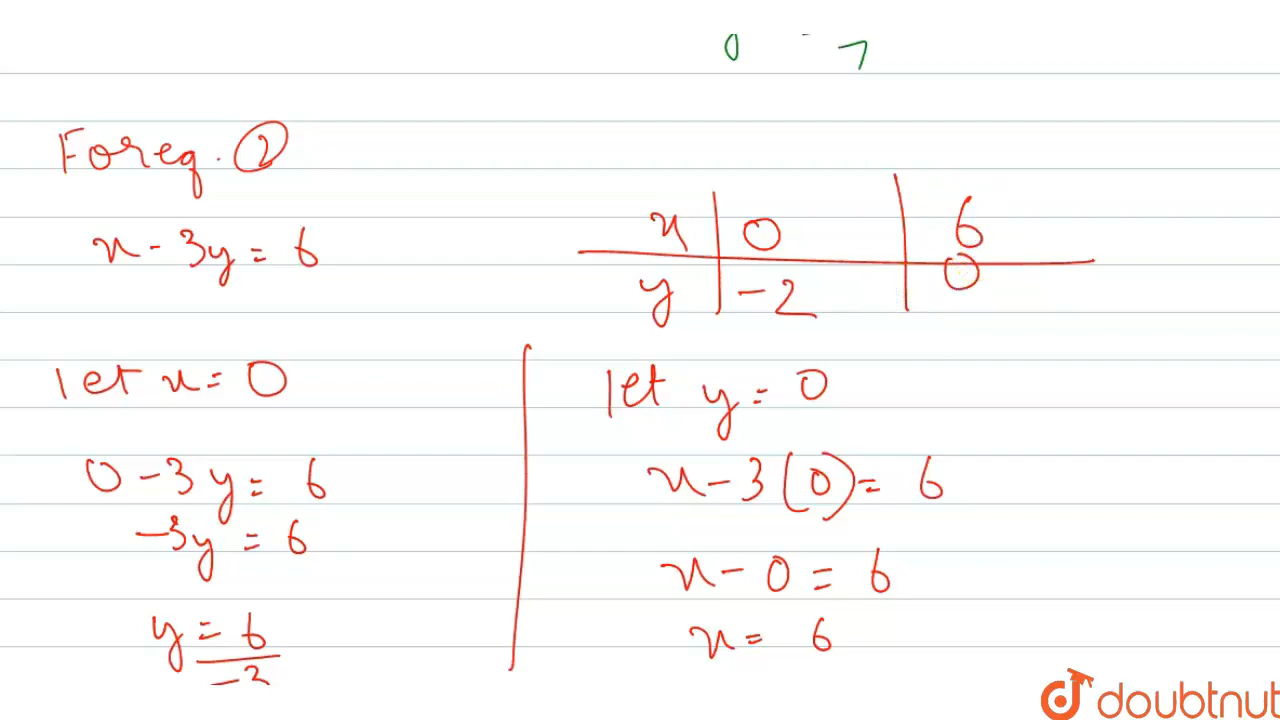 0 7
For eq. ②
x - 3y = 6
x 0 6
y -2 0
let x = 0
0 - 3y = 6
-3y = 6
y = 6
-3
let y = 0
x - 3(0) = 6
x - 0 = 6
x = 6
doubtnut